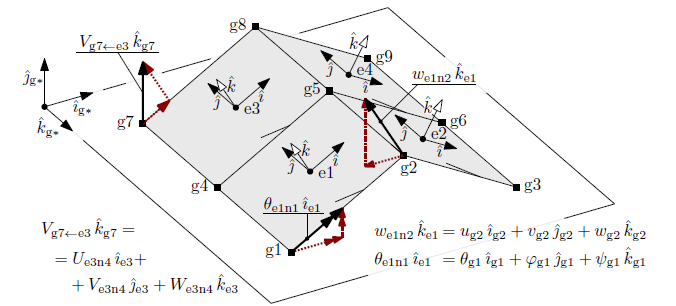 g8
V_{g7←e3} k̂_{g7}
k̂
g9
ĵ
e4
î
w_{e1n2} k̂_{e1}
ĵ_{g*}
î_{g*}
k̂_{g*}
k̂
ĵ
î
e3
g5
g7
k̂
ĵ
e2
î
g6
k̂
ĵ
î
e1
g2
g4
g3
θ_{e1n1} î_{e1}
g1
V_{g7←e3} k̂_{g7} =
= U_{e3n4} î_{e3}+
+ V_{e3n4} ĵ_{e3} + W_{e3n4} k̂_{e3}
w_{e1n2} k̂_{e1} = u_{g2} î_{g2} + v_{g2} ĵ_{g2} + w_{g2} k̂_{g2}
θ_{e1n1} î_{e1} = θ_{g1} î_{g1} + φ_{g1} ĵ_{g1} + ψ_{g1} k̂_{g1}